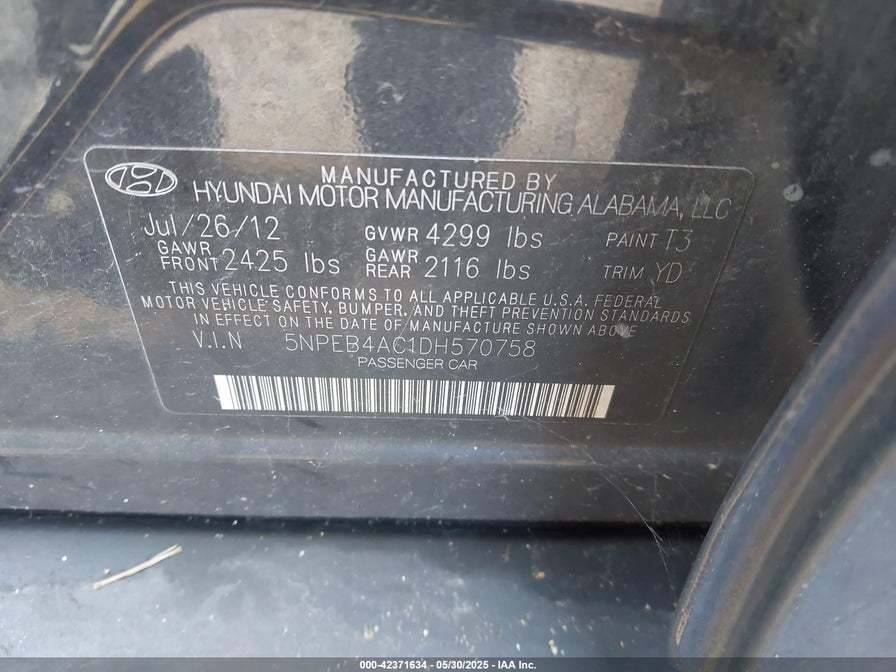 MANUFACTURED BY
HYUNDAI MOTOR MANUFACTURING ALABAMA, LLC
Jul/26/12 GVWR 4299 lbs PAINT T3
GAWR FRONT 2425 lbs GAWR REAR 2116 lbs TRIM YD
THIS VEHICLE CONFORMS TO ALL APPLICABLE U.S.A. FEDERAL
MOTOR VEHICLE SAFETY, BUMPER, AND THEFT PREVENTION STANDARDS
IN EFFECT ON THE DATE OF MANUFACTURE SHOWN ABOVE
V.I.N 5NPEB4AC1DH570758
PASSENGER CAR
000-42371634 - 05/30/2025 - IAA Inc.